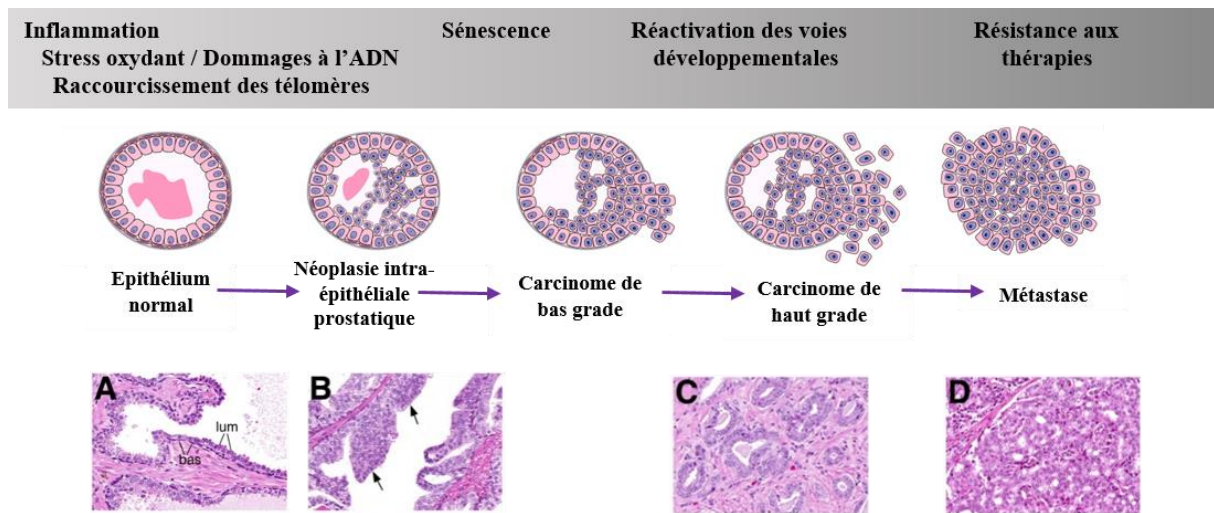 Inflammation
Stress oxydant / Dommages à l’ADN
Raccourcissement des télomères
Sénescence
Réactivation des voies
développementales
Résistance aux
thérapies
Epithélium
normal
Néoplasie intra-
épithéliale
prostatique
Carcinome de
bas grade
Carcinome de
haut grade
Métastase
A
lum
bas
B
C
D